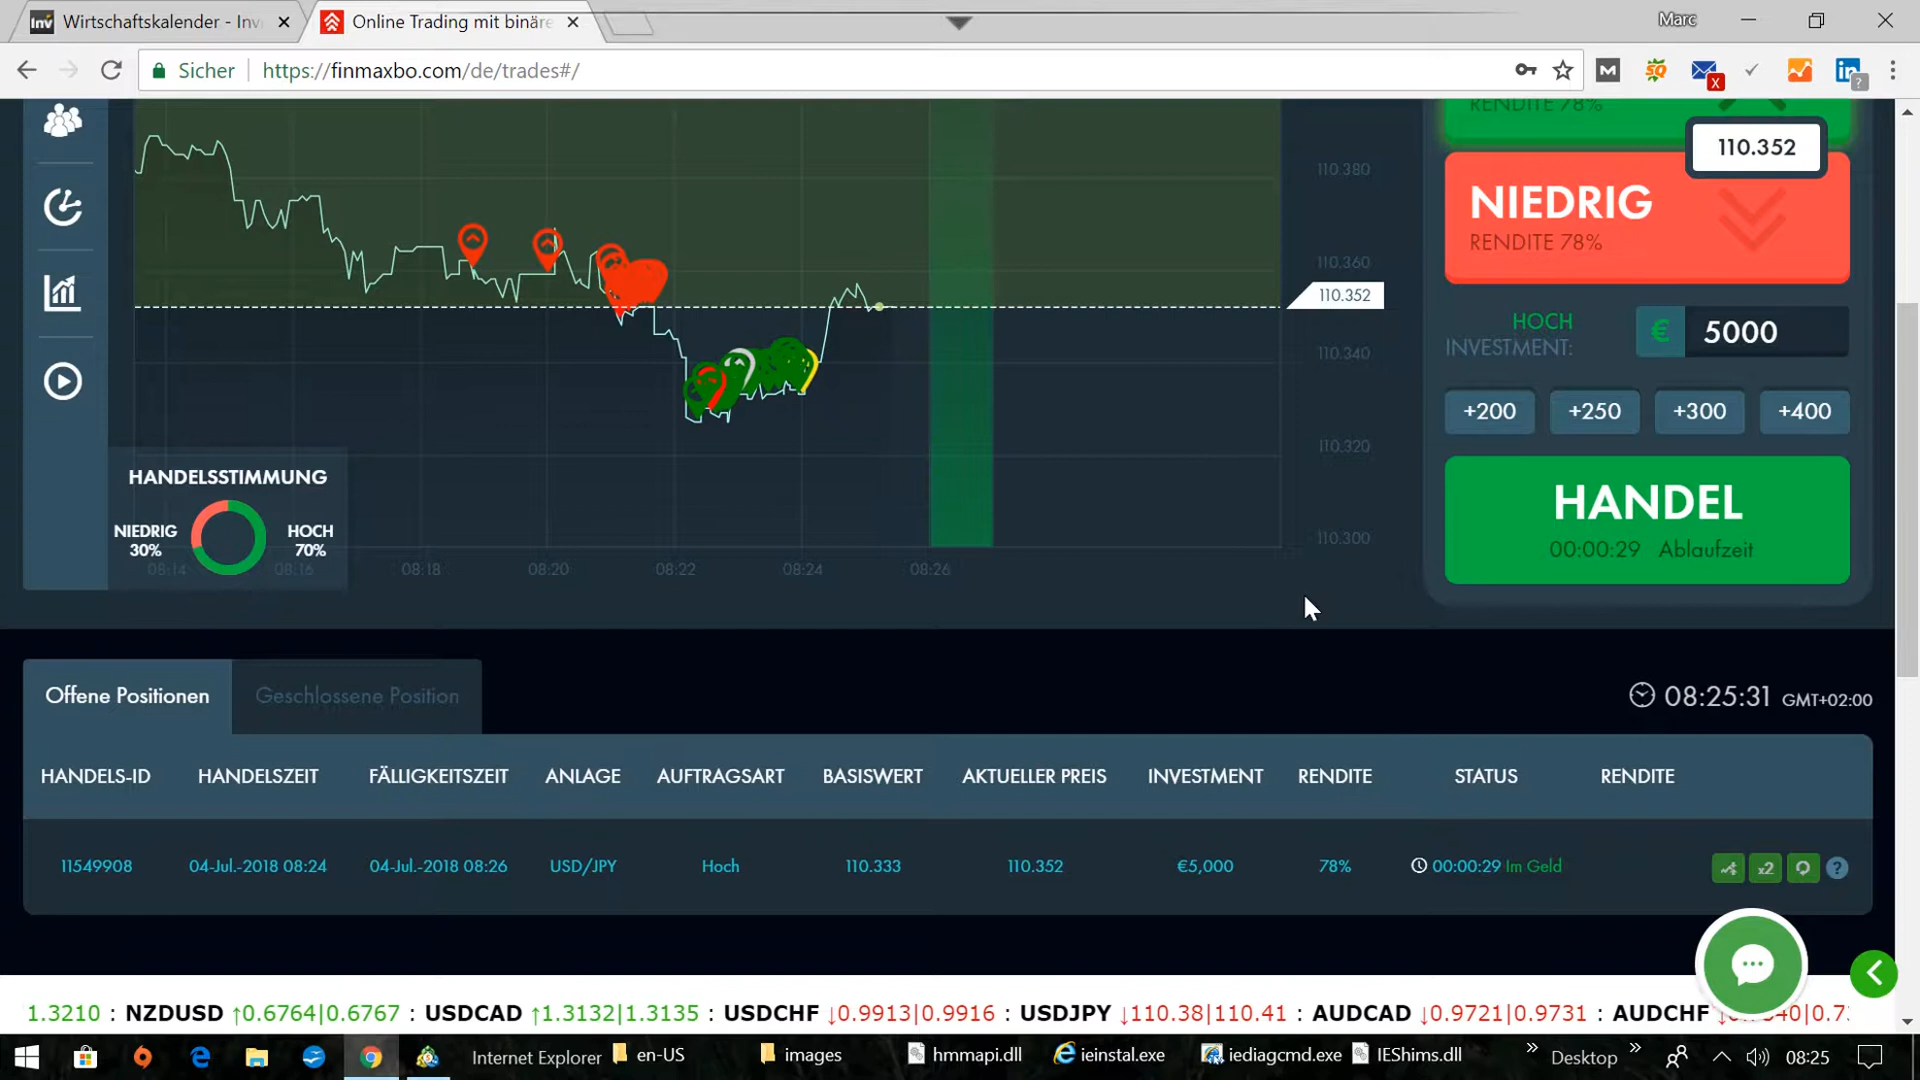 Wirtschaftskalender - Inv
Online Trading mit binäre
Marc
Sicher
https://finmaxbo.com/de/trades#/
RENDITE 78%
110.352
110.380
NIEDRIG
RENDITE 78%
110.360
110.352
110.340
110.320
110.300
HOCH
INVESTMENT:
€ 5000
+200 +250 +300 +400
HANDEL
00:00:29 Ablaufzeit
HANDELSSTIMMUNG
NIEDRIG
30%
HOCH
70%
08:14 08:16 08:18 08:20 08:22 08:24 08:26
Offene Positionen
Geschlossene Position
08:25:31 GMT+02:00
HANDELS-ID HANDELSZEIT FÄLLIGKEITSZEIT ANLAGE AUFTRAGSART BASISWERT AKTUELLER PREIS INVESTMENT RENDITE STATUS RENDITE
11549908 04-Jul.-2018 08:24 04-Jul.-2018 08:26 USD/JPY Hoch 110.333 110.352 €5,000 78% 00:00:29 Im Geld x2 ?
1.3210 : NZDUSD ↑0.6764|0.6767 : USDCAD ↑1.3132|1.3135 : USDCHF ↓0.9913|0.9916 : USDJPY ↓110.38|110.41 : AUDCAD ↓0.9721|0.9731 : AUDCHF
Internet Explorer en-US images hmmapi.dll ieinstal.exe iediagcmd.exe IEShims.dll Desktop 08:25